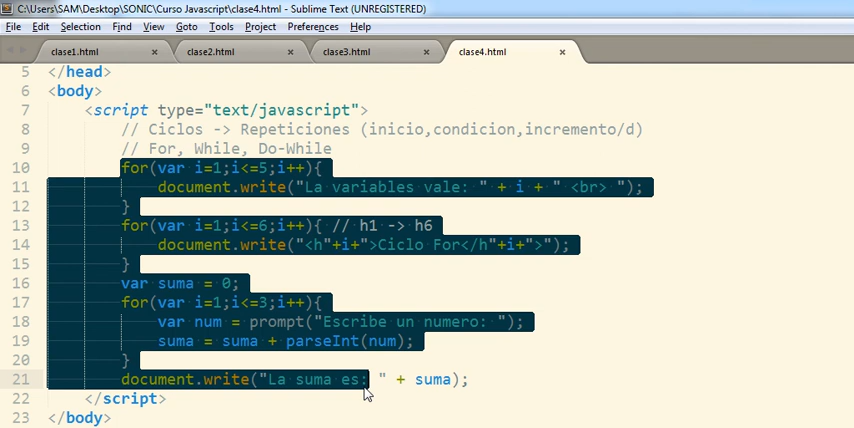 C:\Users\SAM\Desktop\SONIC\Curso Javascript\clase4.html - Sublime Text (UNREGISTERED)
File Edit Selection Find View Goto Tools Project Preferences Help
clase1.html × clase2.html × clase3.html × clase4.html ×
5 </head>
6 <body>
7 <script type="text/javascript">
8 // Ciclos -> Repeticiones (inicio,condicion,incremento/d)
9 // For, While, Do-While
10 for(var i=1;i<=5;i++){
11 document.write("La variables vale: " + i + " <br> ");
12 }
13 for(var i=1;i<=6;i++){ // h1 -> h6
14 document.write("<h"+i+">Ciclo For</h"+i+">");
15 }
16 var suma = 0;
17 for(var i=1;i<=3;i++){
18 var num = prompt("Escribe un numero: ");
19 suma = suma + parseInt(num);
20 }
21 document.write("La suma es: " + suma);
22 </script>
23 </body>